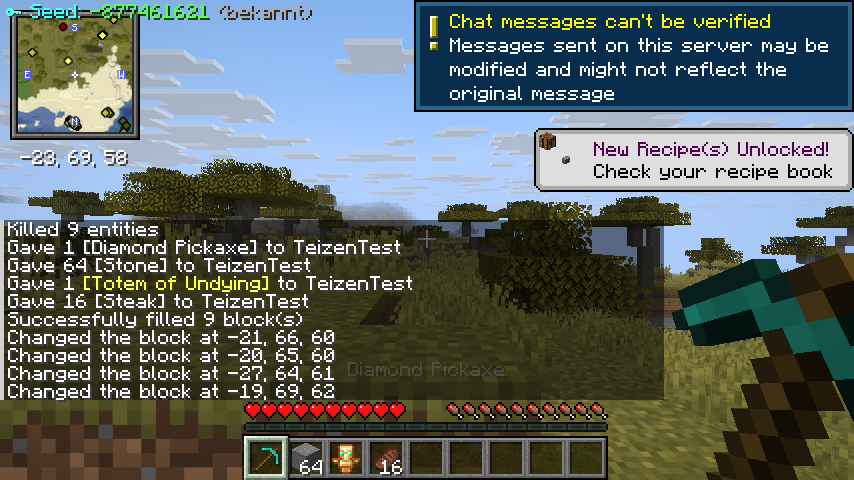 Seed: -877461621 (bekannt)
S
E
W
N
-23, 69, 58
Chat messages can't be verified
Messages sent on this server may be
modified and might not reflect the
original message
New Recipe(s) Unlocked!
Check your recipe book
Killed 9 entities
Gave 1 [Diamond Pickaxe] to TeizenTest
Gave 64 [Stone] to TeizenTest
Gave 1 [Totem of Undying] to TeizenTest
Gave 16 [Steak] to TeizenTest
Successfully filled 9 block(s)
Changed the block at -21, 66, 60
Changed the block at -20, 65, 60
Changed the block at -27, 64, 61
Changed the block at -19, 69, 62
Diamond Pickaxe
64
16